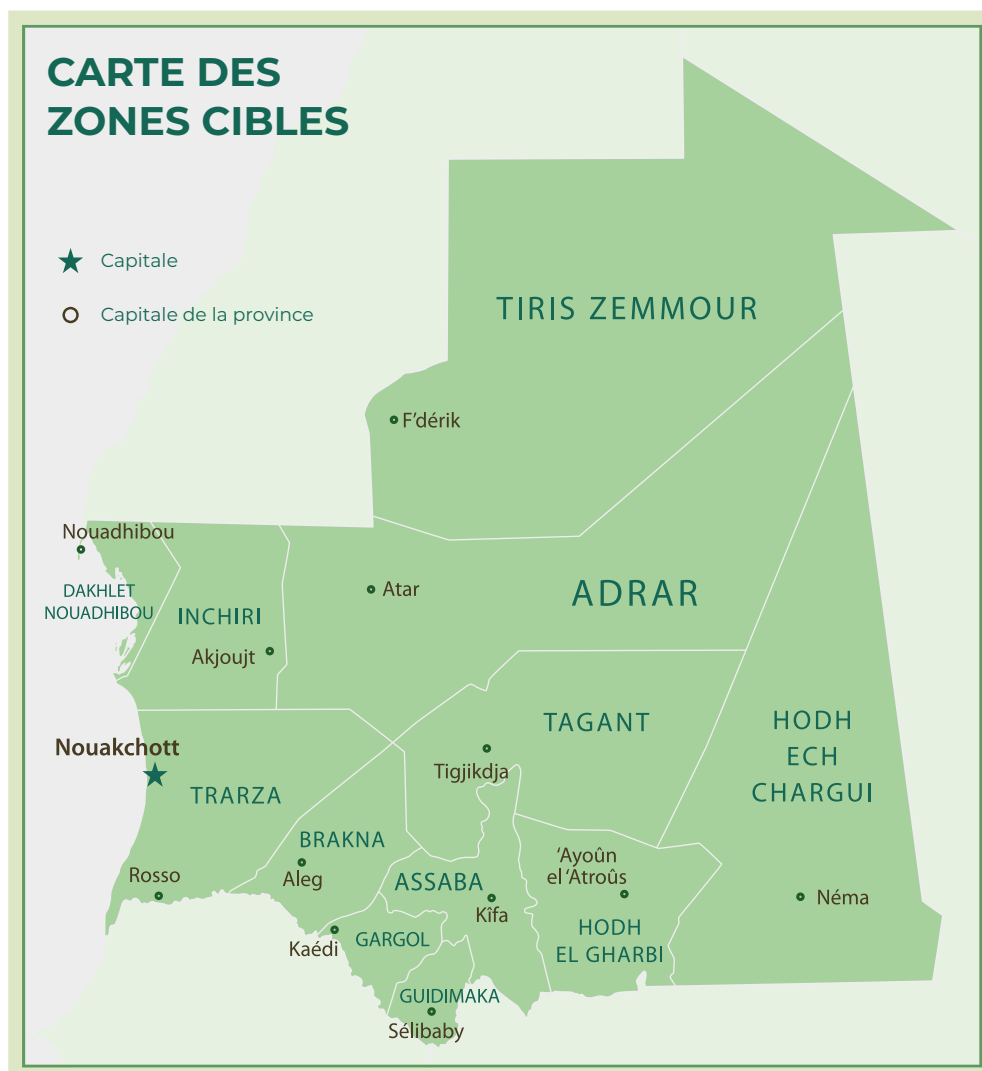 CARTE DES
ZONES CIBLES
Capitale
Capitale de la province
TIRIS ZEMMOUR
F'dérik
Nouadhibou
DAKHLET
NOUADHIBOU
INCHIRI
Akjoujt
Atar
ADRAR
Nouakchott
TRARZA
TAGANT
Tigjikdja
HODH
ECH
CHARGUI
BRAKNA
Aleg
Rosso
ASSABA
Kîfa
'Ayoûn
el 'Atroûs
HODH
EL GHARBI
Néma
Kaédi
GARGOL
GUIDIMAKA
Sélibaby